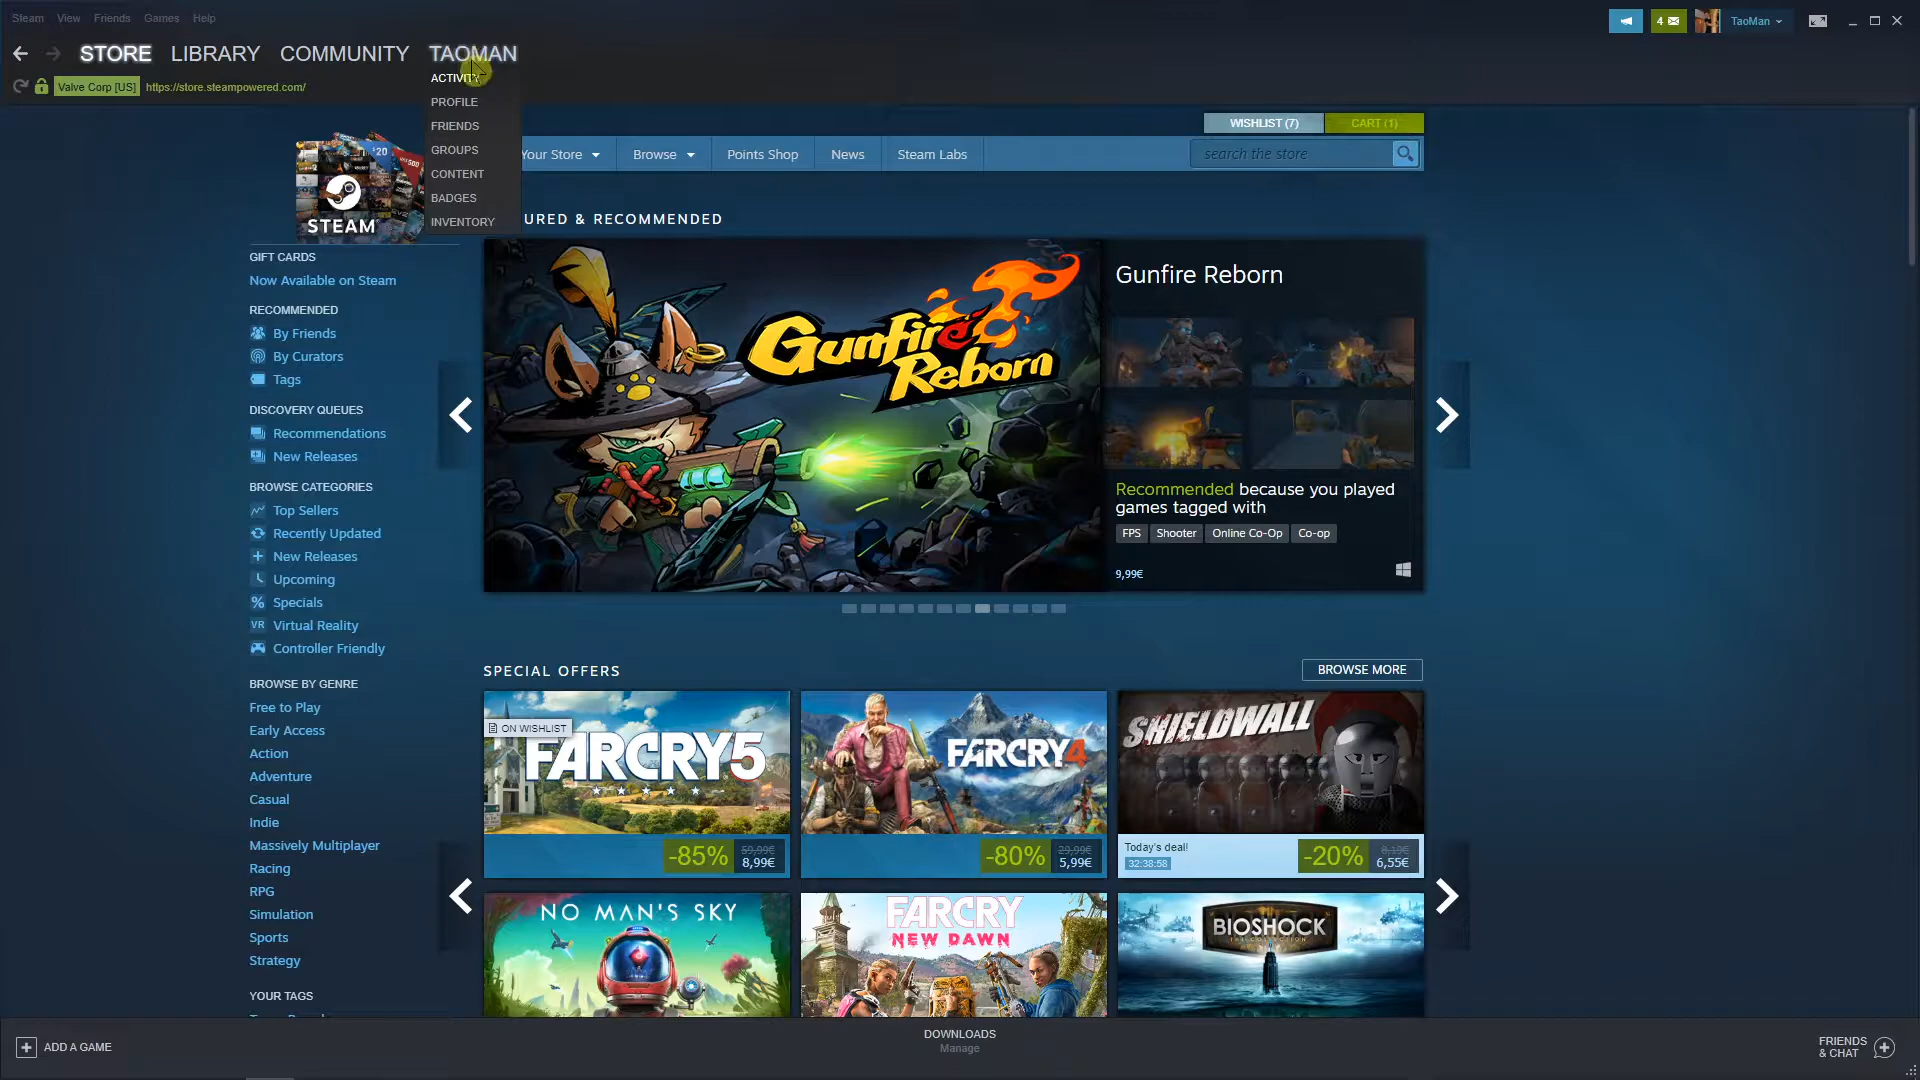 Steam View Friends Games Help
4
TaoMan
STORE LIBRARY COMMUNITY TAOMAN
Valve Corp [US] https://store.steampowered.com/
ACTIVITY
PROFILE
FRIENDS
GROUPS
CONTENT
BADGES
INVENTORY
WISHLIST (7) CART (1)
Your Store Browse Points Shop News Steam Labs search the store
STEAM
GIFT CARDS
Now Available on Steam
RECOMMENDED
By Friends
By Curators
Tags
DISCOVERY QUEUES
Recommendations
New Releases
BROWSE CATEGORIES
Top Sellers
Recently Updated
New Releases
Upcoming
Specials
VR Virtual Reality
Controller Friendly
BROWSE BY GENRE
Free to Play
Early Access
Action
Adventure
Casual
Indie
Massively Multiplayer
Racing
RPG
Simulation
Sports
Strategy
YOUR TAGS
URED & RECOMMENDED
Gunfire
Reborn
Gunfire Reborn
Recommended because you played
games tagged with
FPS Shooter Online Co-Op Co-op
9,99€
SPECIAL OFFERS
BROWSE MORE
ON WISHLIST
FARCRY5
-85% 59,99€ 8,99€
FARCRY4
-80% 29,99€ 5,99€
SHIELDWALL
Today's deal!
32:38:58
-20% 8,19€ 6,55€
NO MAN'S SKY
FARCRY
NEW DAWN
BIOSHOCK
THE COLLECTION
+ ADD A GAME
DOWNLOADS
Manage
FRIENDS
& CHAT